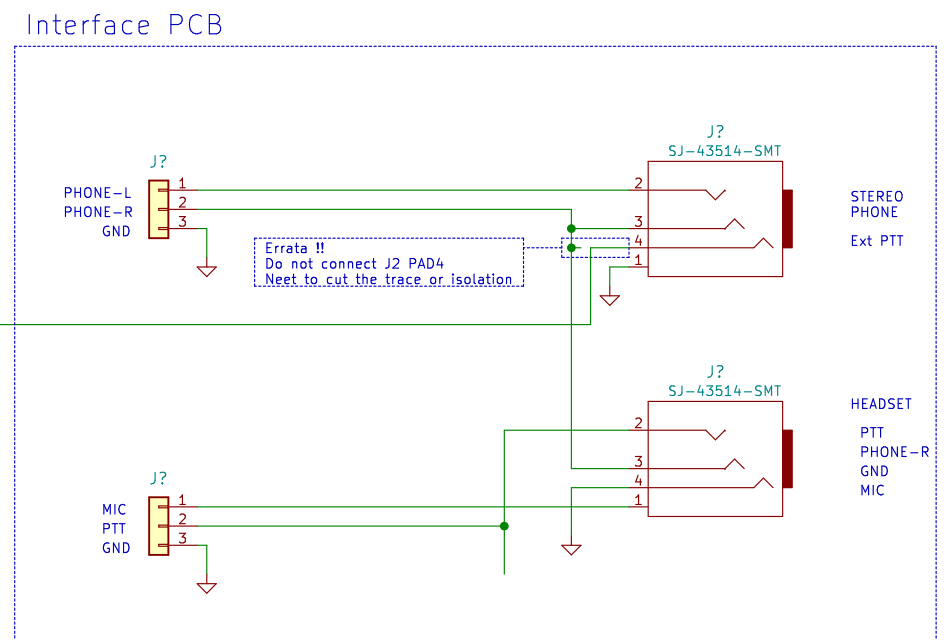 Interface PCB
J?
SJ-43514-SMT
J?
PHONE-L
PHONE-R
GND
1
2
3
2
3
4
1
STEREO
PHONE
Ext PTT
Errata !!
Do not connect J2 PAD4
Neet to cut the trace or isolation
J?
SJ-43514-SMT
2
3
4
1
HEADSET
PTT
PHONE-R
GND
MIC
J?
MIC
PTT
GND
1
2
3